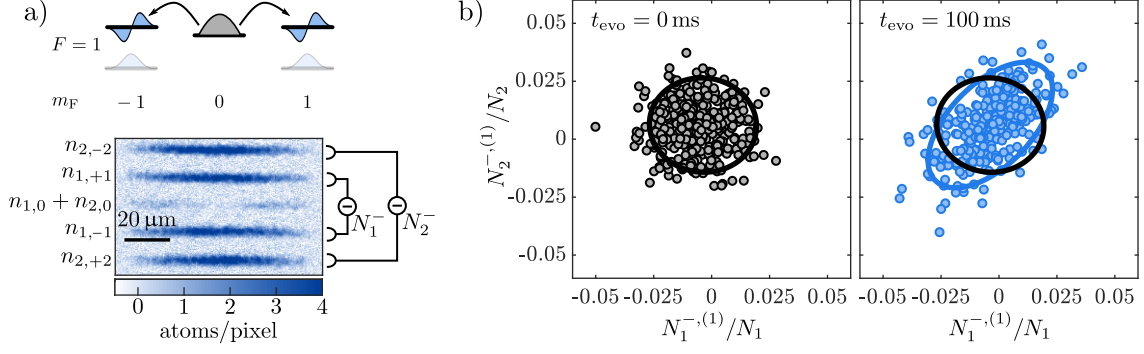 a)
F = 1
m_F −1 0 1
n_{2,-2}
n_{1,+1}
n_{1,0} + n_{2,0}
n_{1,-1}
n_{2,+2}
20 μm
N_1^-
N_2^-
0 1 2 3 4
atoms/pixel
b)
t_evo = 0 ms
0.05
0.025
0
-0.025
-0.05
N_2^{-,(1)}/N_2
-0.05 -0.025 0 0.025 0.05
N_1^{-,(1)}/N_1
t_evo = 100 ms
-0.05 -0.025 0 0.025 0.05
N_1^{-,(1)}/N_1